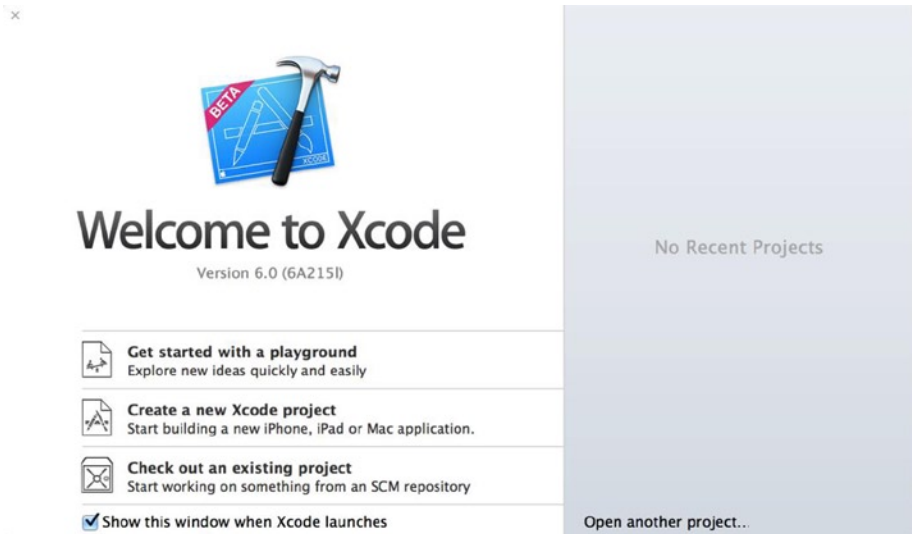 BETA
XCODE
Welcome to Xcode
Version 6.0 (6A215l)
Get started with a playground
Explore new ideas quickly and easily
Create a new Xcode project
Start building a new iPhone, iPad or Mac application.
Check out an existing project
Start working on something from an SCM repository
Show this window when Xcode launches
No Recent Projects
Open another project...